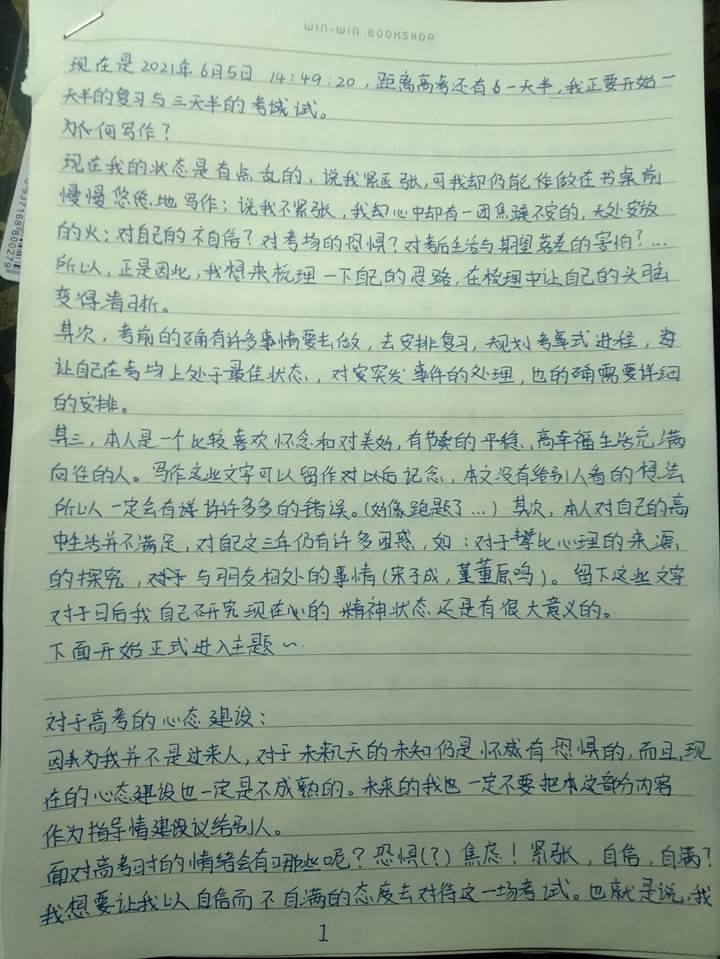 WIN-WIN BOOKSHOP
现在是2021年6月5日 14:49:20，距离高考还有一天半，我正要开始一
天半的复习与三天半的考试。
为何写作？
现在我的状态是有点乱的，说我紧张，可我却仍能坐在书桌前
慢慢悠悠地写作；说我不紧张，我心中却有一团焦躁不安的，无处安放
的火；对自己的不自信？对考场的恐惧？对考后生活与期望落差的害怕？...
所以，正是因此，我想来梳理一下自己的思路，在梳理中让自己的头脑
变得清晰。
其次，考前的确有许多事情要去做，去安排复习，规划考试进程，
让自己在考场上处于最佳状态，对突发事件的处理，也的确需要详细
的安排。
其三，本人是一个比较喜欢怀念和对美好，有节奏的平稳、幸福生活充满
向往的人。写作这些文字可以留作对以后记念，本文没有给别人看的想法
所以一定会有许许多多的错误。（好像跑题了...）其次，本人对自己的高
中生活并不满足，对自这三年仍有许多困惑，如：对于攀比心理的来源
的探究，与朋友相处的事情（宋子成，董原鸣）。留下这些文字
对于日后我自己研究现在的精神状态还是有很大意义的。
下面开始正式进入主题～
对于高考的心态建设：
因为我并不是过来人，对于未来几天的未知仍是怀有恐惧的，而且，现
在的心态建设也一定是不成熟的。未来的我也一定不要把本这部分内容
作为指导建议给别人。
面对高考时的情绪会有哪些呢？恐惧（？）焦虑！紧张，自信，自满？
我想要让我以自信而不自满的态度去对待这一场考试。也就是说，我
1
9371688002791